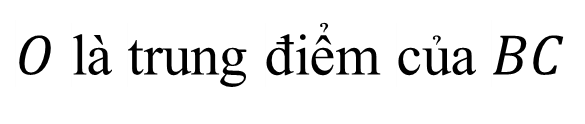 O là trung điểm của BC